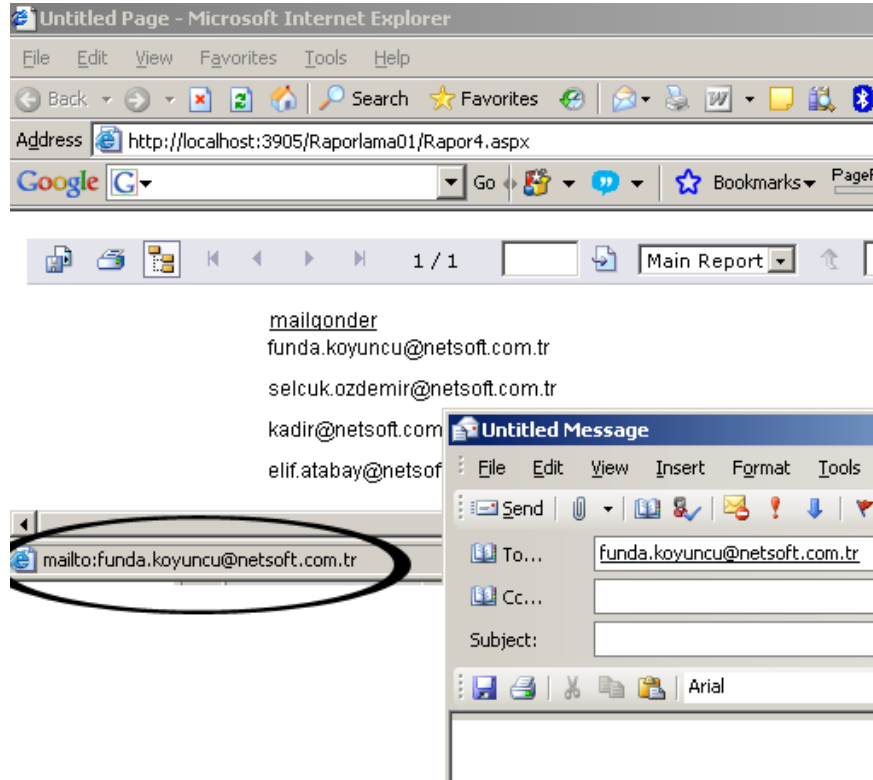 Untitled Page - Microsoft Internet Explorer
File Edit View Favorites Tools Help
Back Search Favorites
Address http://localhost:3905/Raporlama01/Rapor4.aspx
Google G Go Bookmarks
1 / 1 Main Report
mailgonder
funda.koyuncu@netsoft.com.tr
selcuk.ozdemir@netsoft.com.tr
kadir@netsoft.com
elif.atabay@netsof
mailto:funda.koyuncu@netsoft.com.tr
Untitled Message
File Edit View Insert Format Tools
Send
To... funda.koyuncu@netsoft.com.tr
Cc...
Subject:
Arial